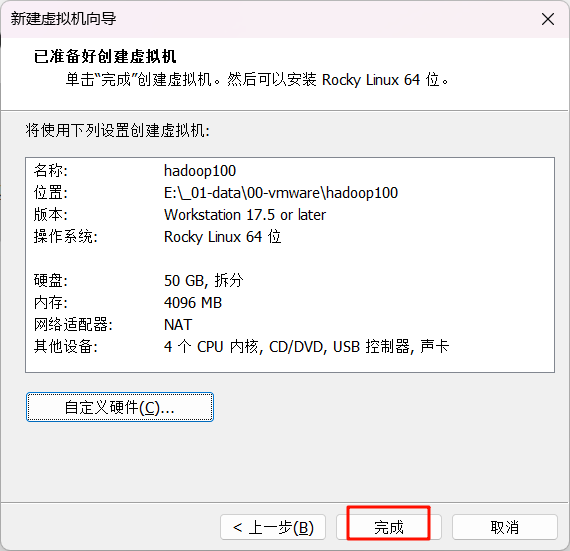 新建虚拟机向导
已准备好创建虚拟机
单击“完成”创建虚拟机。然后可以安装 Rocky Linux 64 位。
将使用下列设置创建虚拟机:
名称: hadoop100
位置: E:\_01-data\00-vmware\hadoop100
版本: Workstation 17.5 or later
操作系统: Rocky Linux 64 位
硬盘: 50 GB, 拆分
内存: 4096 MB
网络适配器: NAT
其他设备: 4 个 CPU 内核, CD/DVD, USB 控制器, 声卡
自定义硬件(C)...
< 上一步(B) 完成 取消